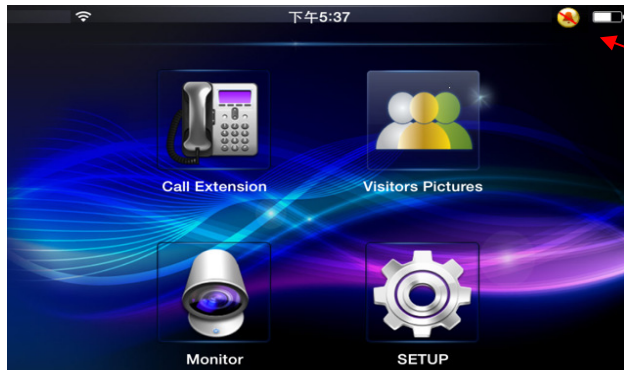 下午5:37
Call Extension
Visitors Pictures
Monitor
SETUP